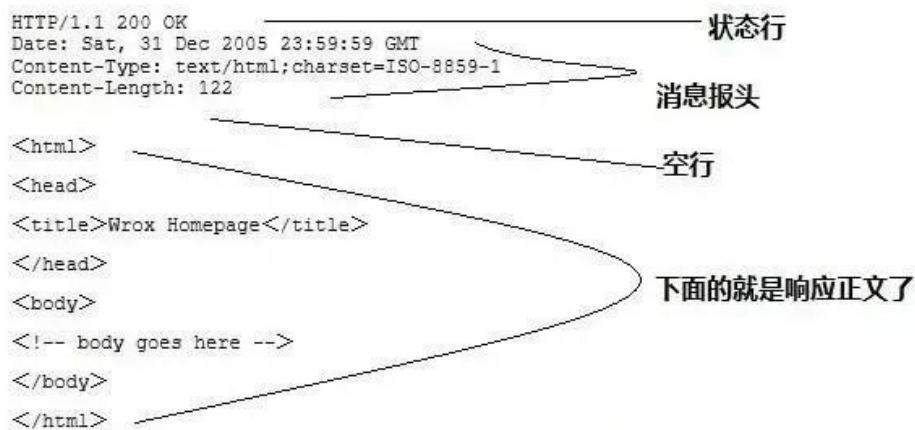 HTTP/1.1 200 OK
状态行
Date: Sat, 31 Dec 2005 23:59:59 GMT
Content-Type: text/html;charset=ISO-8859-1
Content-Length: 122
消息报头
空行
<html>
<head>
<title>Wrox Homepage</title>
</head>
<body>
下面的就是响应正文了
<!-- body goes here -->
</body>
</html>